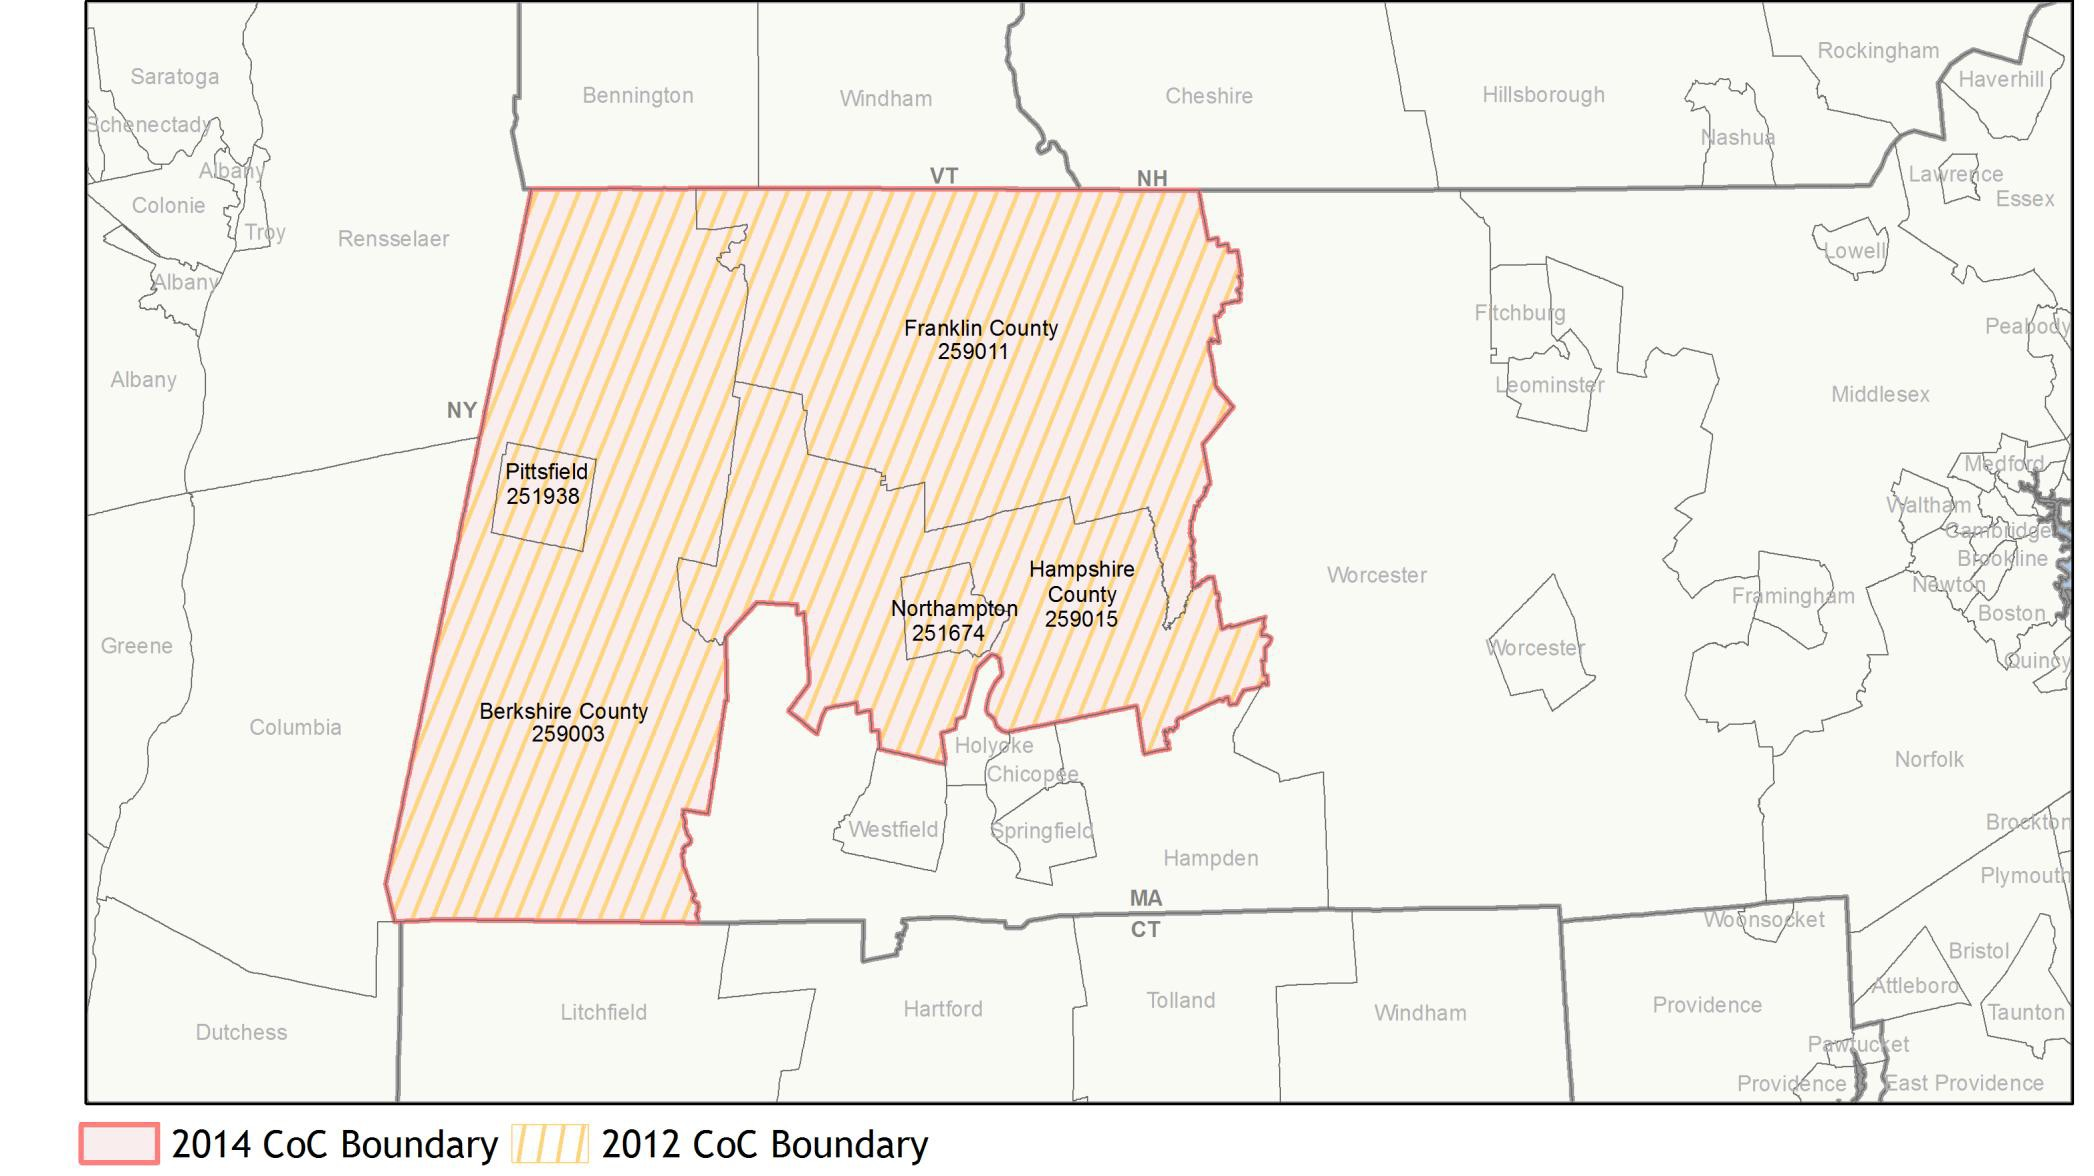 Saratoga
Schenectady
Albany
Colonie
Troy
Rensselaer
Albany
Albany
Greene
Columbia
Dutchess
Bennington
Windham
Cheshire
Hillsborough
Nashua
Rockingham
Haverhill
VT
NH
NY
Lawrence
Essex
Lowell
Peabody
Fitchburg
Leominster
Middlesex
Medford
Waltham
Cambridge
Brookline
Newton
Boston
Quincy
Framingham
Worcester
Worcester
Norfolk
Brockton
Plymouth
Franklin County
259011
Pittsfield
251938
Hampshire
County
259015
Northampton
251674
Berkshire County
259003
Holyoke
Chicopee
Westfield
Springfield
Hampden
MA
CT
Litchfield
Hartford
Tolland
Windham
Providence
Woonsocket
Bristol
Attleboro
Taunton
Pawtucket
Providence
East Providence
2014 CoC Boundary
2012 CoC Boundary